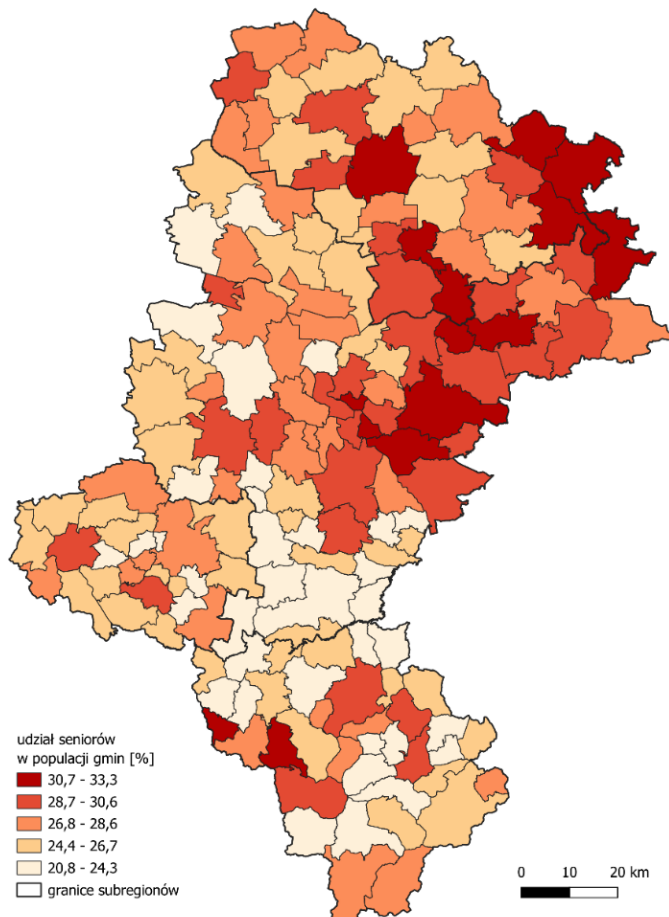 udział seniorów
w populacji gmin [%]
30,7 - 33,3
28,7 - 30,6
26,8 - 28,6
24,4 - 26,7
20,8 - 24,3
granice subregionów
0 10 20 km